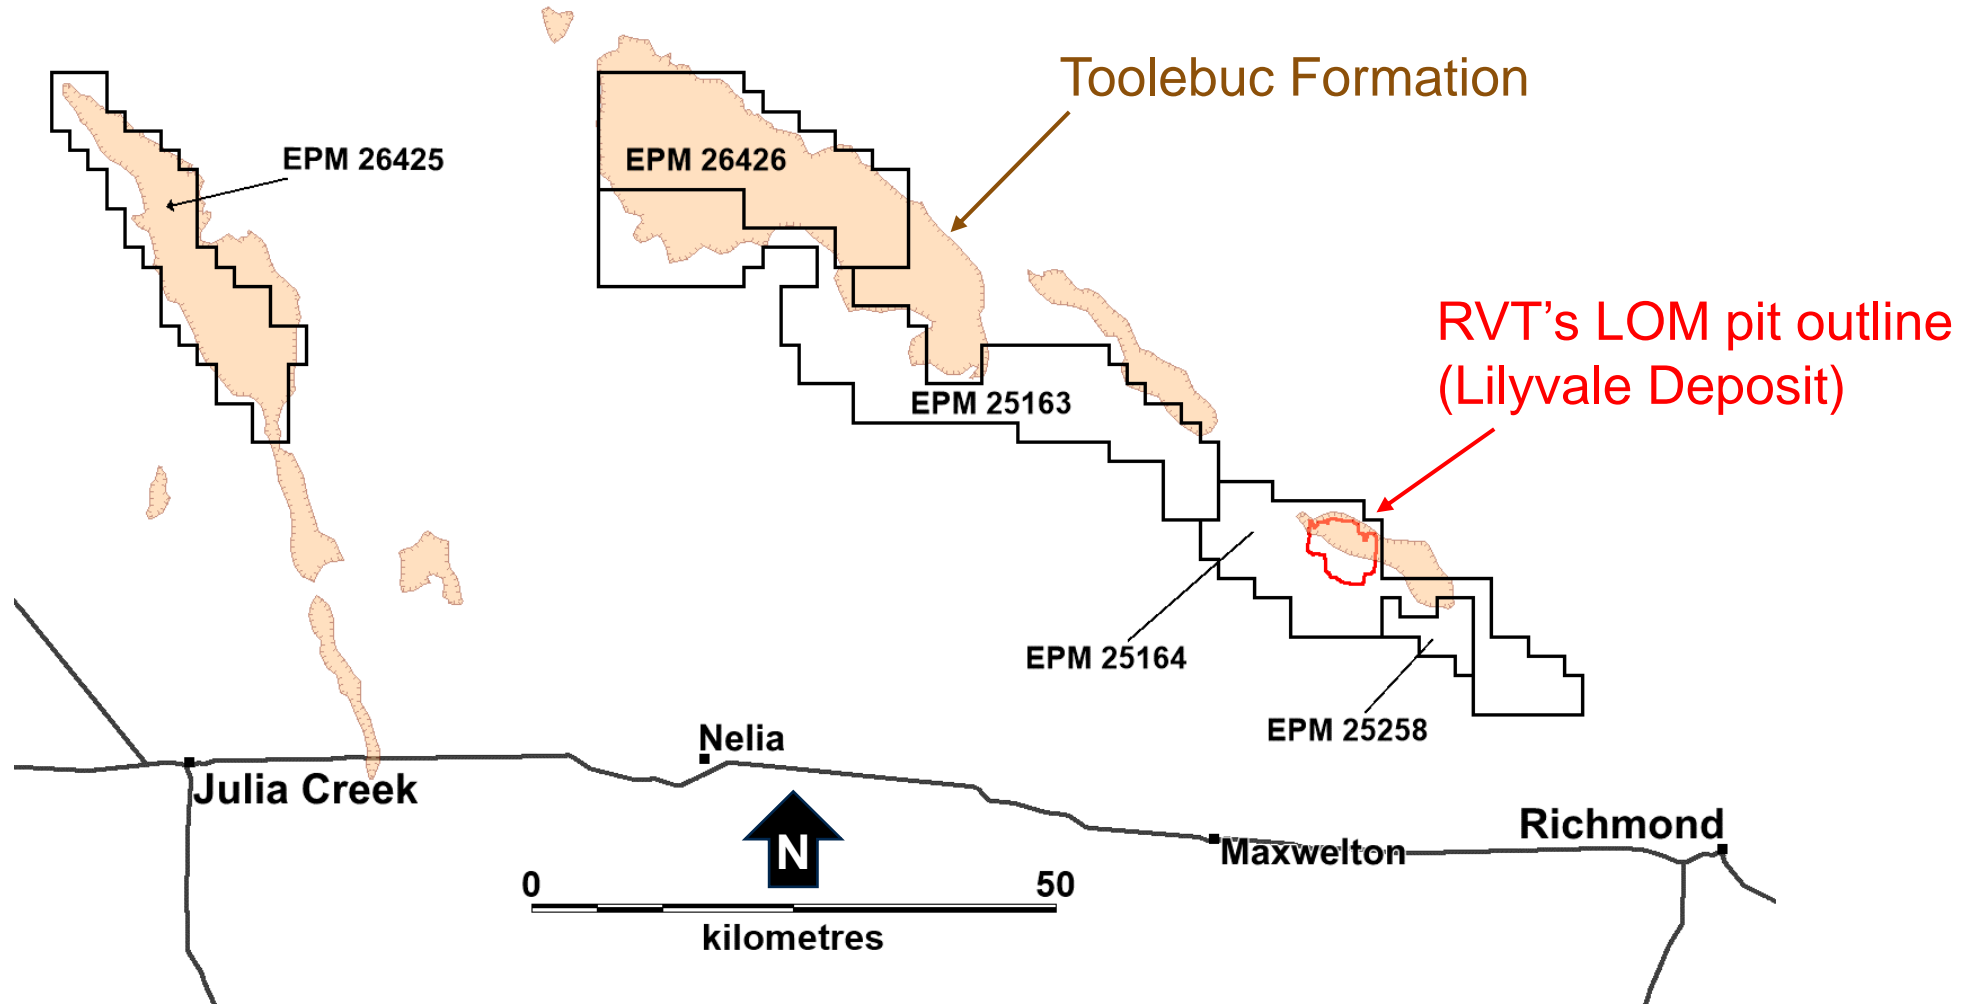 Toolebuc Formation
EPM 26425
EPM 26426
RVT’s LOM pit outline
(Lilyvale Deposit)
EPM 25163
EPM 25164
EPM 25258
Nelia
Julia Creek
Richmond
Maxwelton
N
0 50
kilometres